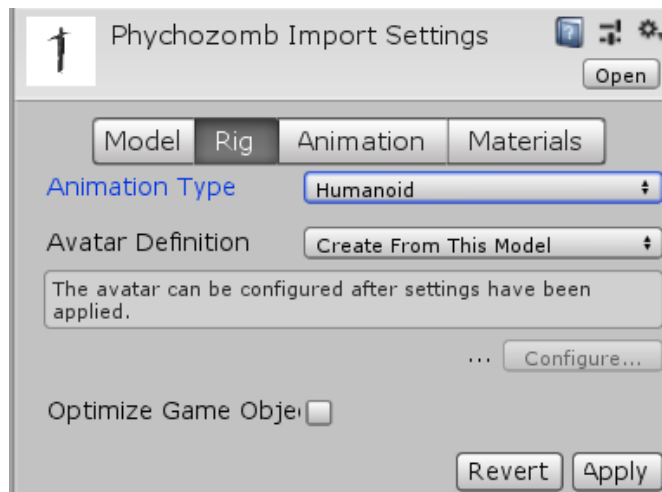 Phychozomb Import Settings
Open
Model Rig Animation Materials
Animation Type Humanoid
Avatar Definition Create From This Model
The avatar can be configured after settings have been
applied.
... Configure...
Optimize Game Obje
Revert Apply